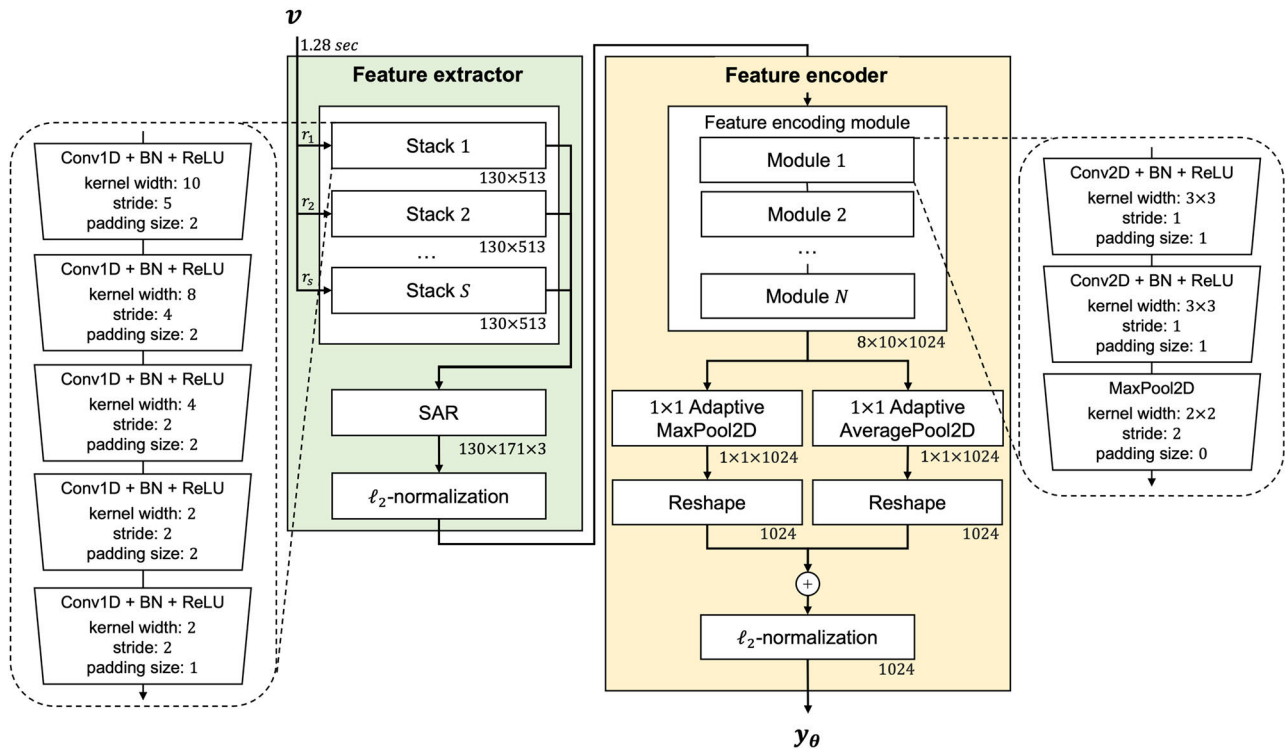 v
1.28 sec
Feature extractor
r₁
Stack 1
130×513
r₂
Stack 2
130×513
...
rₛ
Stack S
130×513
SAR
130×171×3
ℓ₂-normalization
Conv1D + BN + ReLU
kernel width: 10
stride: 5
padding size: 2
Conv1D + BN + ReLU
kernel width: 8
stride: 4
padding size: 2
Conv1D + BN + ReLU
kernel width: 4
stride: 2
padding size: 2
Conv1D + BN + ReLU
kernel width: 2
stride: 2
padding size: 2
Conv1D + BN + ReLU
kernel width: 2
stride: 2
padding size: 1
Feature encoder
Feature encoding module
Module 1
Module 2
...
Module N
8×10×1024
1×1 Adaptive
MaxPool2D
1×1×1024
1×1 Adaptive
AveragePool2D
1×1×1024
Reshape
1024
Reshape
1024
+
ℓ₂-normalization
1024
y_θ
Conv2D + BN + ReLU
kernel width: 3×3
stride: 1
padding size: 1
Conv2D + BN + ReLU
kernel width: 3×3
stride: 1
padding size: 1
MaxPool2D
kernel width: 2×2
stride: 2
padding size: 0